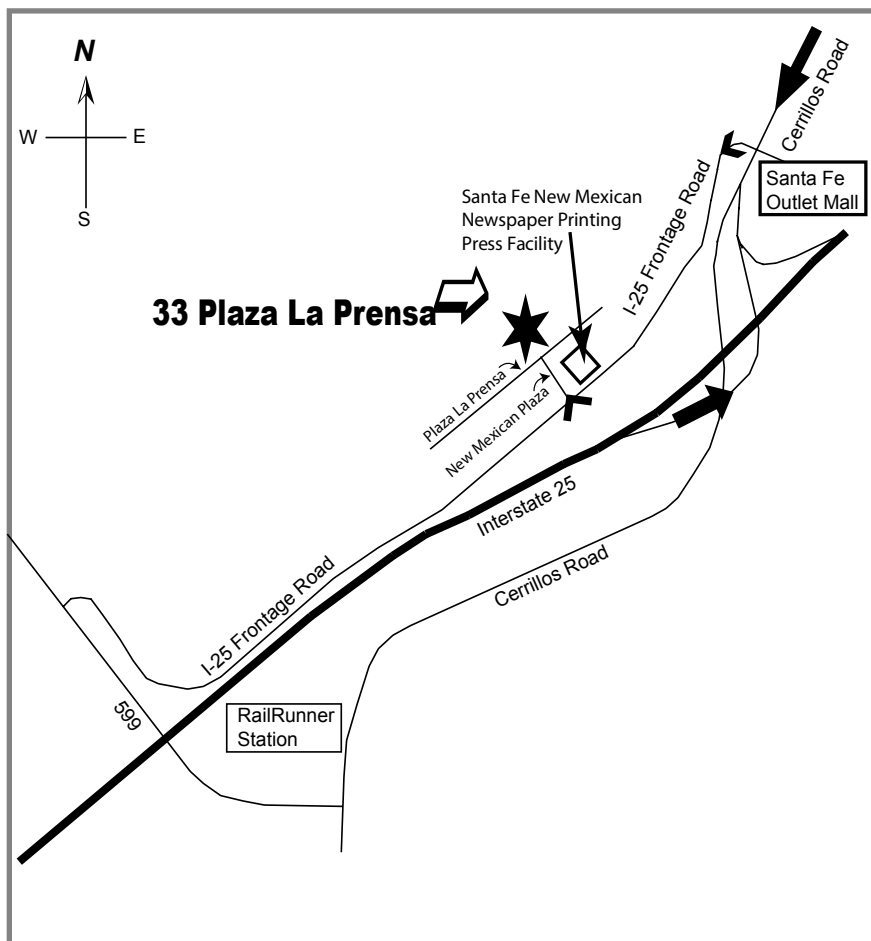 N
W
E
S
Cerrillos Road
Santa Fe
Outlet Mall
Santa Fe New Mexican
Newspaper Printing
Press Facility
I-25 Frontage Road
33 Plaza La Prensa
Plaza La Prensa
New Mexican Plaza
Interstate 25
Cerrillos Road
I-25 Frontage Road
599
RailRunner
Station